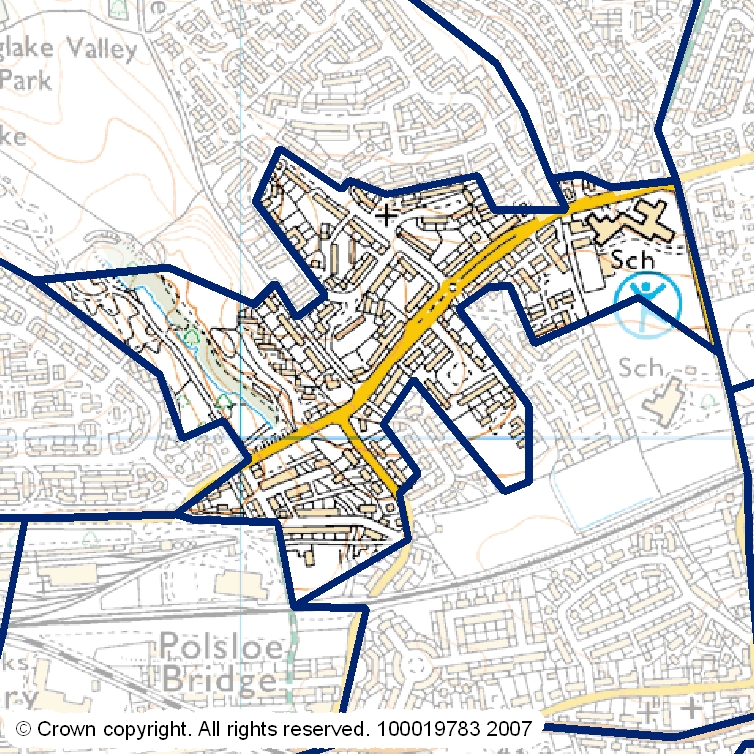 glake Valley
Park
ke
Sch
Sch
Polsloe
Bridge
ks
ry
© Crown copyright. All rights reserved. 100019783 2007